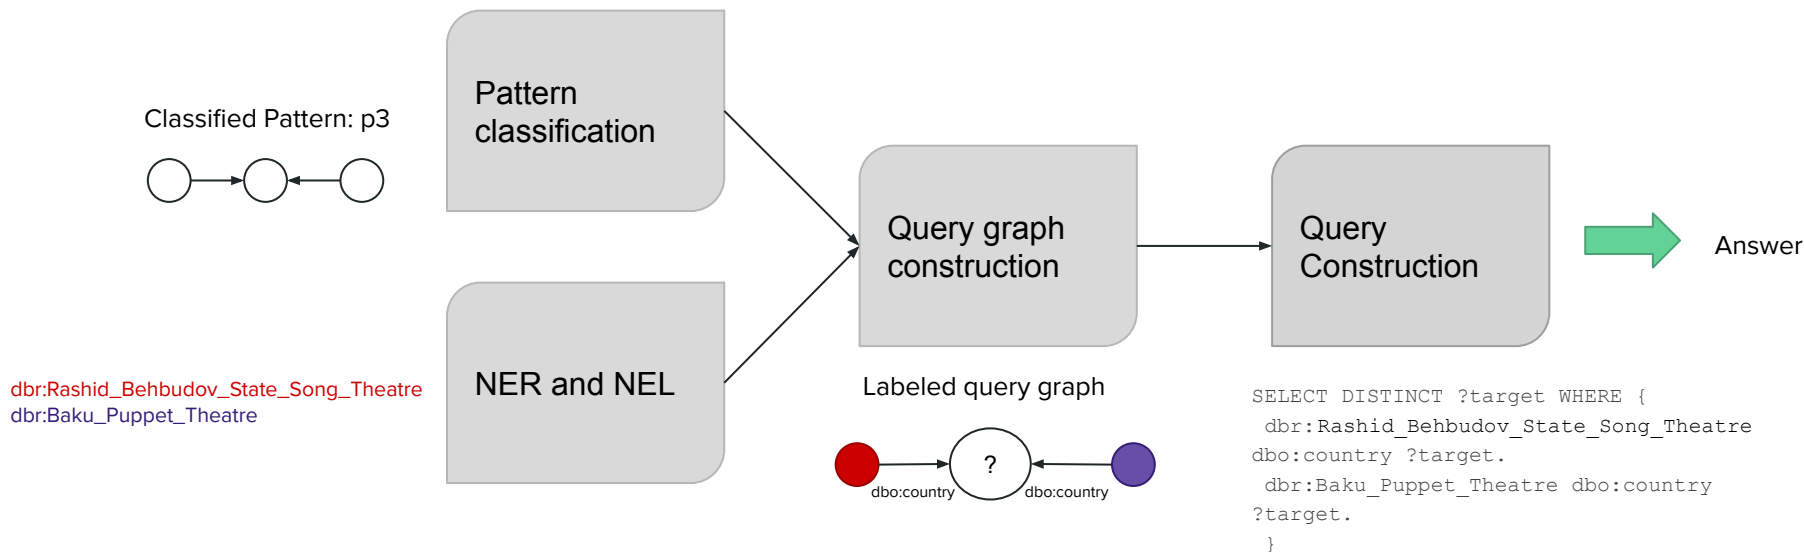 Classified Pattern: p3
Pattern
classification
dbr:Rashid_Behbudov_State_Song_Theatre
dbr:Baku_Puppet_Theatre
NER and NEL
Query graph
construction
Labeled query graph
?
dbo:country
dbo:country
Query
Construction
Answer
SELECT DISTINCT ?target WHERE {
dbr:Rashid_Behbudov_State_Song_Theatre
dbo:country ?target.
dbr:Baku_Puppet_Theatre dbo:country
?target.
}